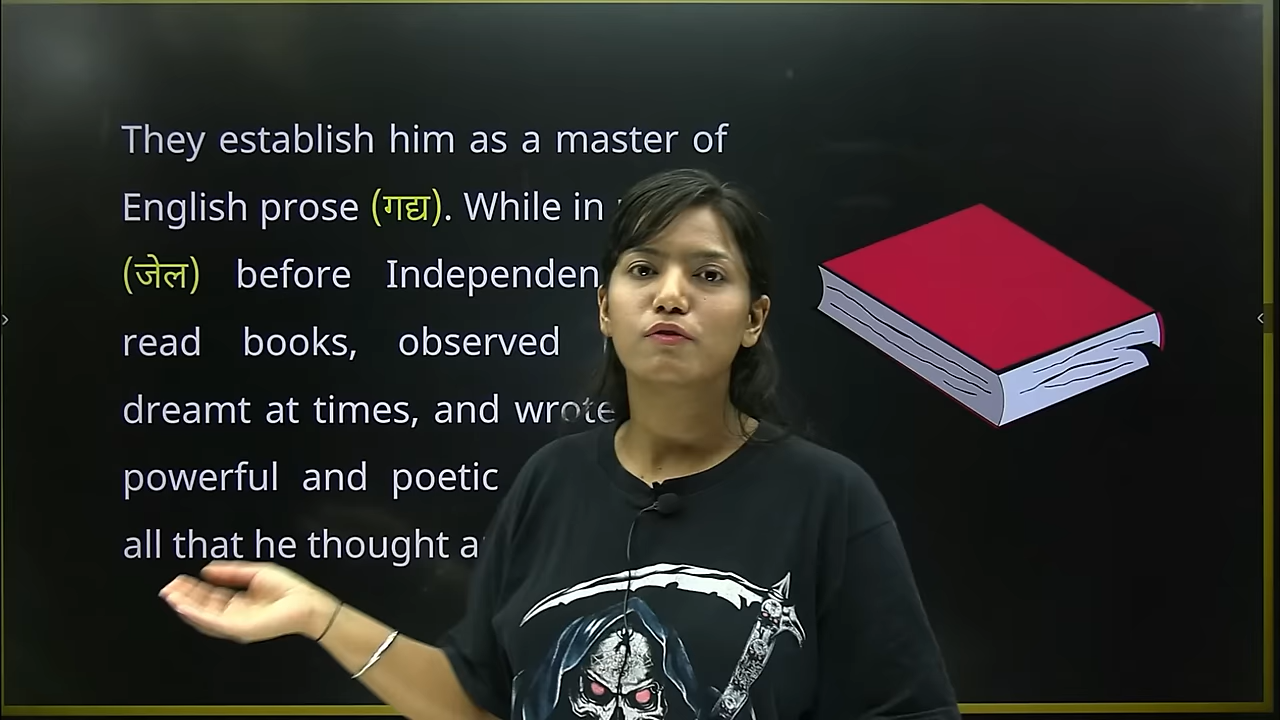 They establish him as a master of
English prose (गद्य). While in
(जेल) before Independen
read books, observed
dreamt at times, and wrote
powerful and poetic
all that he thought a